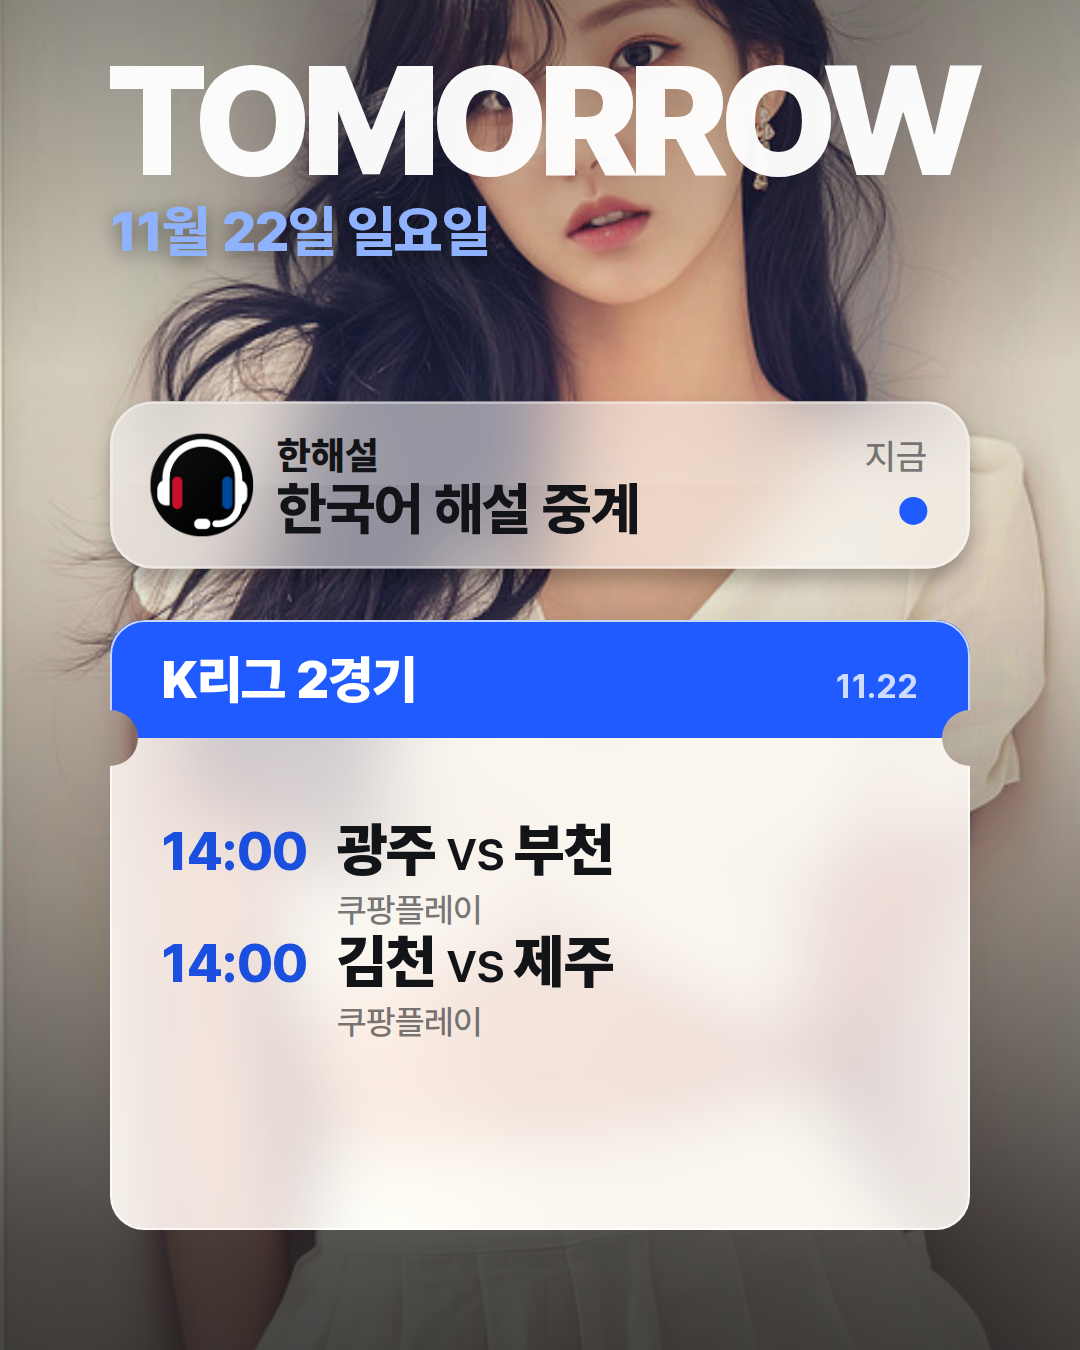 TOMORROW
11월 22일 일요일
한해설
지금
한국어 해설 중계
K리그 2경기
11.22
14:00 광주 vs 부천
쿠팡플레이
14:00 김천 vs 제주
쿠팡플레이